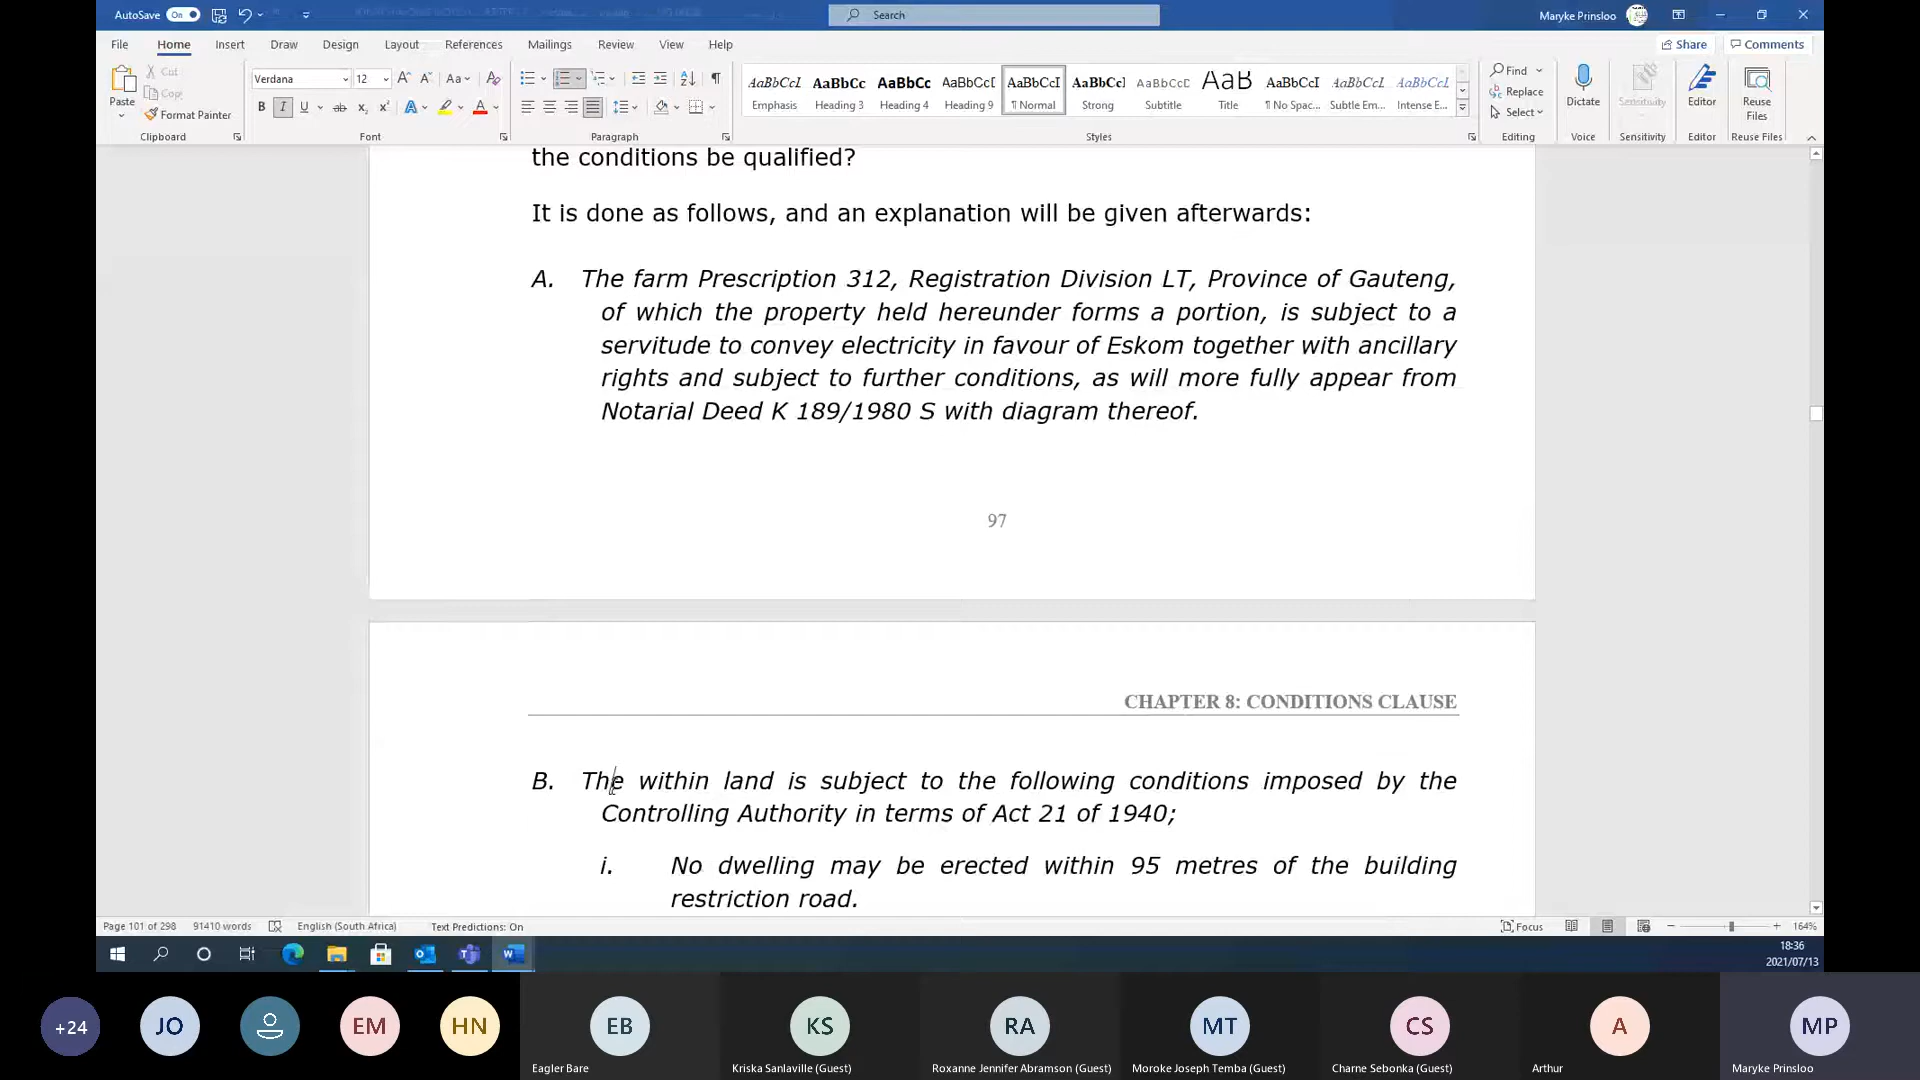 AutoSave On
Search
Maryke Prinsloo
File Home Insert Draw Design Layout References Mailings Review View Help
Share Comments
Paste
Cut
Copy
Format Painter
Clipboard
Verdana 12
Font
Paragraph
AaBbCcI AaBbCc AaBbCc AaBbCcI AaBbCcI AaBbCcI AaBbCcD AaB AaBbCcI AaBbCcI AaBbCcI
Emphasis Heading 3 Heading 4 Heading 9 ¶ Normal Strong Subtitle Title ¶ No Spac... Subtle Em... Intense E...
Styles
Find
Replace
Select
Editing
Dictate
Voice
Sensitivity
Sensitivity
Editor
Editor
Reuse Files
Reuse Files
the conditions be qualified?
It is done as follows, and an explanation will be given afterwards:
A. The farm Prescription 312, Registration Division LT, Province of Gauteng,
of which the property held hereunder forms a portion, is subject to a
servitude to convey electricity in favour of Eskom together with ancillary
rights and subject to further conditions, as will more fully appear from
Notarial Deed K 189/1980 S with diagram thereof.
97
CHAPTER 8: CONDITIONS CLAUSE
B. The within land is subject to the following conditions imposed by the
Controlling Authority in terms of Act 21 of 1940;
i. No dwelling may be erected within 95 metres of the building
restriction road.
Page 101 of 298 91410 words English (South Africa) Text Predictions: On
Focus 164%
18:36
2021/07/13
+24 JO EM HN EB KS RA MT CS A MP
Eagler Bare Kriska Sanlaville (Guest) Roxanne Jennifer Abramson (Guest) Moroke Joseph Temba (Guest) Charne Sebonka (Guest) Arthur Maryke Prinsloo